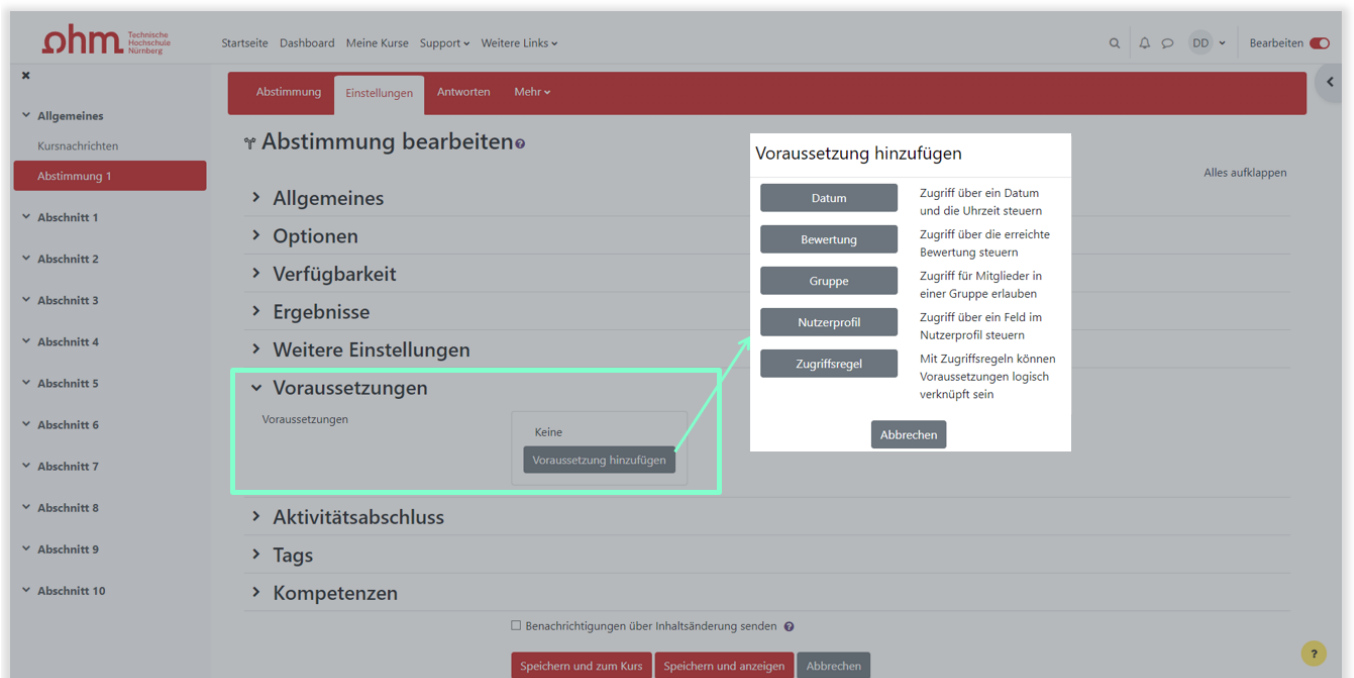 ohm Technische
Hochschule
Nürnberg
Startseite Dashboard Meine Kurse Support Weitere Links
DD Bearbeiten
Allgemeines
Kursnachrichten
Abstimmung 1
Abschnitt 1
Abschnitt 2
Abschnitt 3
Abschnitt 4
Abschnitt 5
Abschnitt 6
Abschnitt 7
Abschnitt 8
Abschnitt 9
Abschnitt 10
Abstimmung Einstellungen Antworten Mehr
Abstimmung bearbeiten
Alles aufklappen
Allgemeines
Optionen
Verfügbarkeit
Ergebnisse
Weitere Einstellungen
Voraussetzungen
Voraussetzungen
Keine
Voraussetzung hinzufügen
Aktivitätsabschluss
Tags
Kompetenzen
Benachrichtigungen über Inhaltsänderung senden ?
Speichern und zum Kurs Speichern und anzeigen Abbrechen
?
Voraussetzung hinzufügen
Datum Zugriff über ein Datum
und die Uhrzeit steuern
Bewertung Zugriff über die erreichte
Bewertung steuern
Gruppe Zugriff für Mitglieder in
einer Gruppe erlauben
Nutzerprofil Zugriff über ein Feld im
Nutzerprofil steuern
Zugriffsregel Mit Zugriffsregeln können
Voraussetzungen logisch
verknüpft sein
Abbrechen